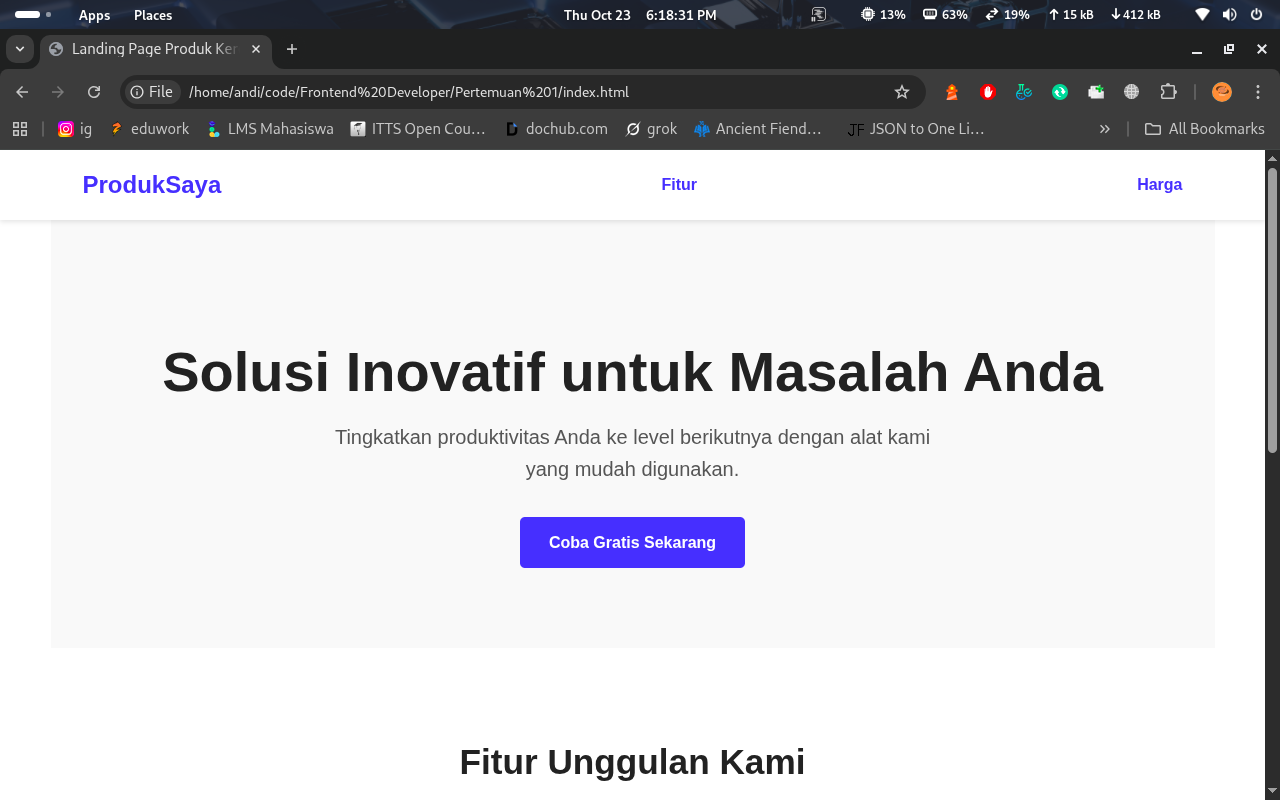 Apps Places Thu Oct 23 6:18:31 PM 13% 63% 19% 15 kB 412 kB
Landing Page Produk Ker
File /home/andi/code/Frontend%20Developer/Pertemuan%201/index.html
ig eduwork LMS Mahasiswa ITTS Open Cou… dochub.com grok Ancient Fiend… JF JSON to One Li… All Bookmarks
ProdukSaya Fitur Harga
Solusi Inovatif untuk Masalah Anda
Tingkatkan produktivitas Anda ke level berikutnya dengan alat kami
yang mudah digunakan.
Coba Gratis Sekarang
Fitur Unggulan Kami